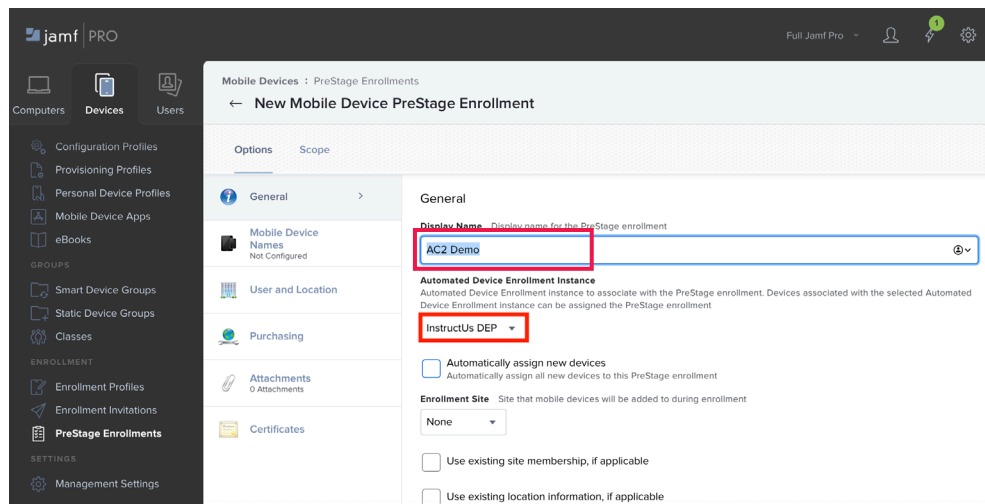 jamf PRO
Full Jamf Pro
1
Computers
Devices
Users
Configuration Profiles
Provisioning Profiles
Personal Device Profiles
Mobile Device Apps
eBooks
GROUPS
Smart Device Groups
Static Device Groups
Classes
ENROLLMENT
Enrollment Profiles
Enrollment Invitations
PreStage Enrollments
SETTINGS
Management Settings
Mobile Devices : PreStage Enrollments
← New Mobile Device PreStage Enrollment
Options
Scope
General
Mobile Device
Names
Not Configured
User and Location
Purchasing
Attachments
0 Attachments
Certificates
General
Display Name Display name for the PreStage enrollment
AC2 Demo
Automated Device Enrollment Instance
Automated Device Enrollment instance to associate with the PreStage enrollment. Devices associated with the selected Automated
Device Enrollment instance can be assigned the PreStage enrollment
InstructUs DEP
Automatically assign new devices
Automatically assign all new devices to this PreStage enrollment
Enrollment Site Site that mobile devices will be added to during enrollment
None
Use existing site membership, if applicable
Use existing location information, if applicable